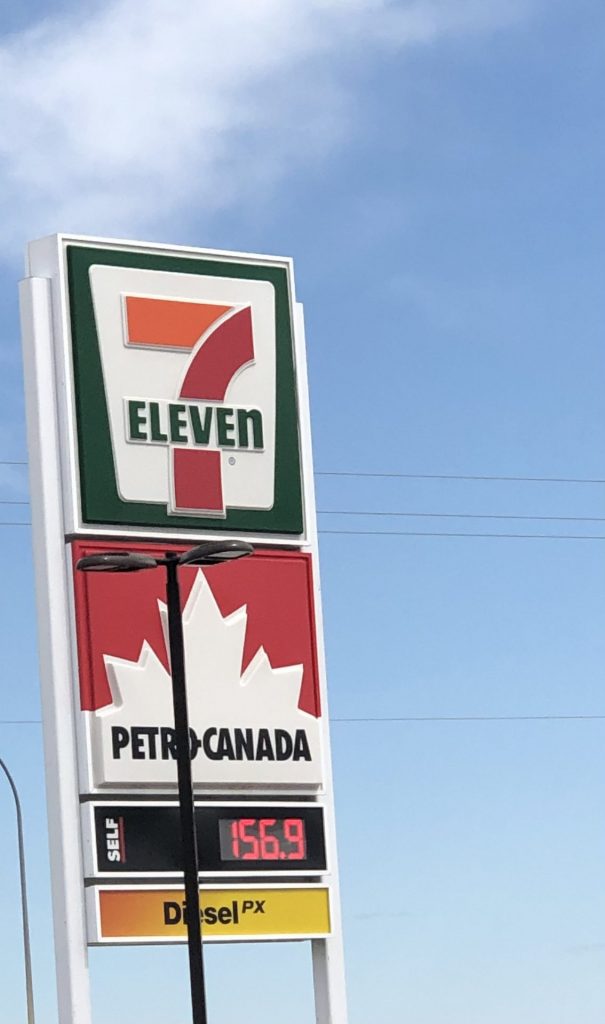 7
ELEVEn
®
PETRO-CANADA
SELF 156.9
Diesel PX